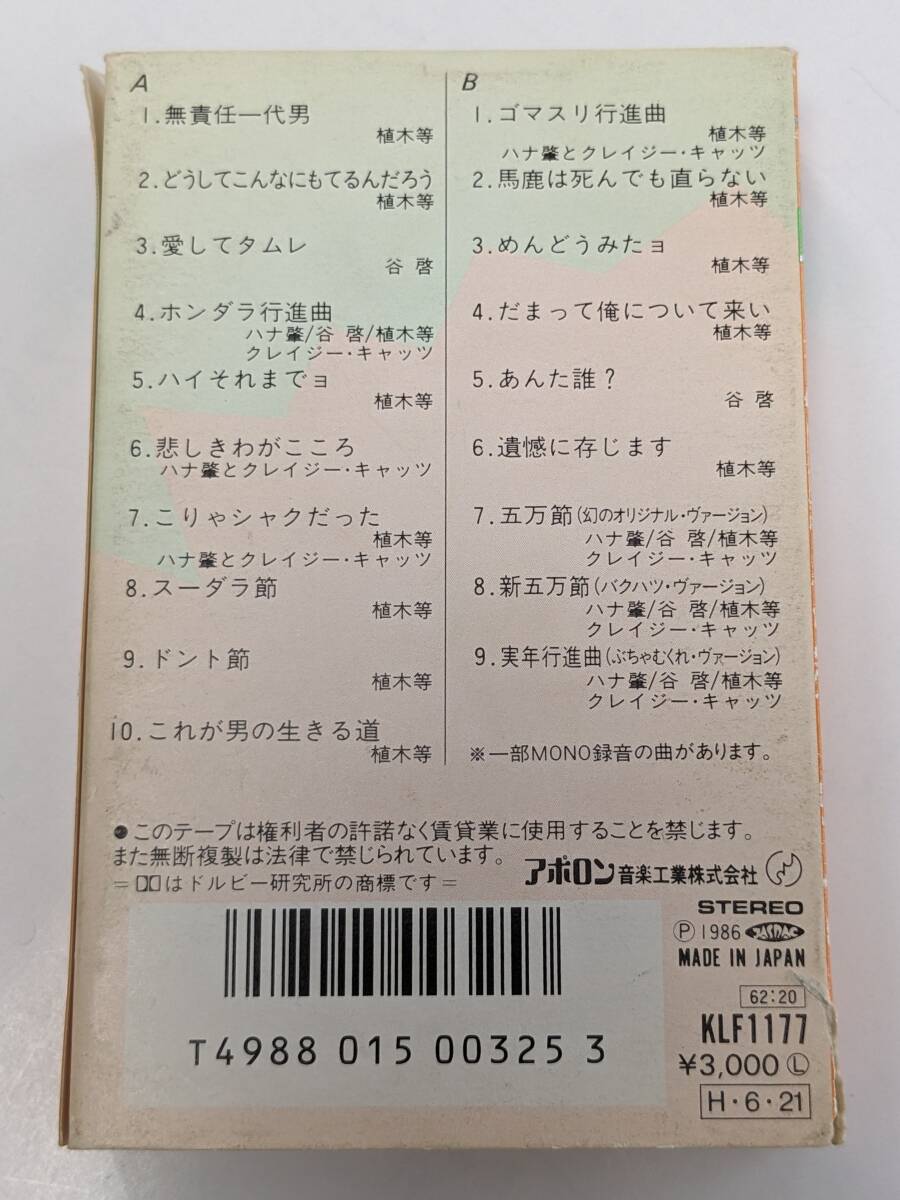 A
1.無責任一代男
植木等
2.どうしてこんなにもてるんだろう
植木等
3.愛してタムレ
谷 啓
4.ホンダラ行進曲
ハナ肇/谷 啓/植木等
クレイジー・キャッツ
5.ハイそれまでョ
植木等
6.悲しきわがこころ
ハナ肇とクレイジー・キャッツ
7.こりゃシャクだった
植木等
ハナ肇とクレイジー・キャッツ
8.スーダラ節
植木等
9.ドント節
植木等
10.これが男の生きる道
植木等
B
1.ゴマスリ行進曲
植木等
ハナ肇とクレイジー・キャッツ
2.馬鹿は死んでも直らない
植木等
3.めんどうみたョ
植木等
4.だまって俺について来い
植木等
5.あんた誰?
谷 啓
6.遺憾に存じます
植木等
7.五万節(幻のオリジナル・ヴァージョン)
ハナ肇/谷 啓/植木等
クレイジー・キャッツ
8.新五万節(バクハツ・ヴァージョン)
ハナ肇/谷 啓/植木等
クレイジー・キャッツ
9.実年行進曲(ぶちゃむくれ・ヴァージョン)
ハナ肇/谷 啓/植木等
クレイジー・キャッツ
※一部MONO録音の曲があります。
●このテープは権利者の許諾なく賃貸業に使用することを禁じます。
また無断複製は法律で禁じられています。
=はドルビー研究所の商標です=
アポロン音楽工業株式会社
STEREO
Ⓟ1986 JASRAC
MADE IN JAPAN
62:20
KLF1177
¥3,000 Ⓛ
H・6・21
T4988 015 00325 3